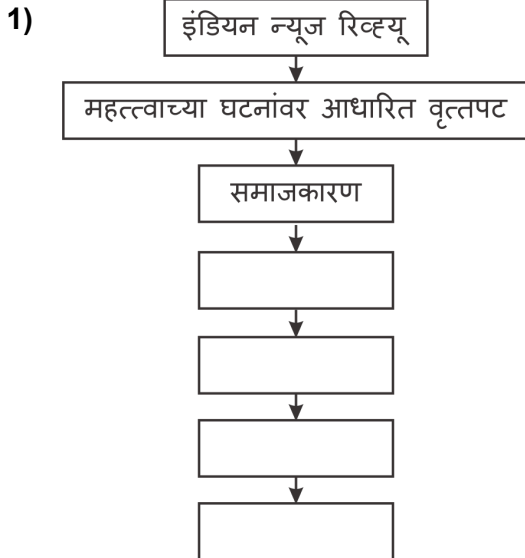 1)
इंडियन न्यूज रिव्ह्यू
महत्त्वाच्या घटनांवर आधारित वृत्तपट
समाजकारण